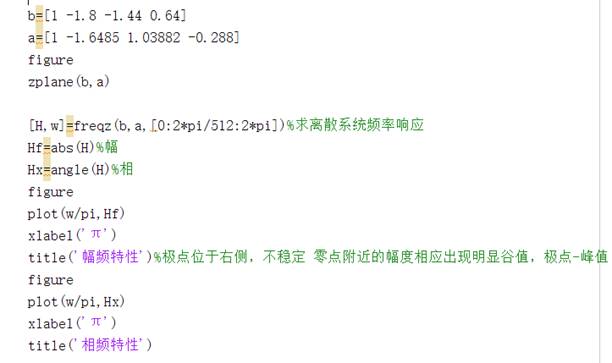 b=[1 -1.8 -1.44 0.64]
a=[1 -1.6485 1.03882 -0.288]
figure
zplane(b,a)
[H,w]=freqz(b,a,[0:2*pi/512:2*pi])%求离散系统频率响应
Hf=abs(H)%幅
Hx=angle(H)%相
figure
plot(w/pi,Hf)
xlabel('π')
title('幅频特性')%极点位于右侧，不稳定 零点附近的幅度相应出现明显谷值，极点-峰值
figure
plot(w/pi,Hx)
xlabel('π')
title('相频特性')